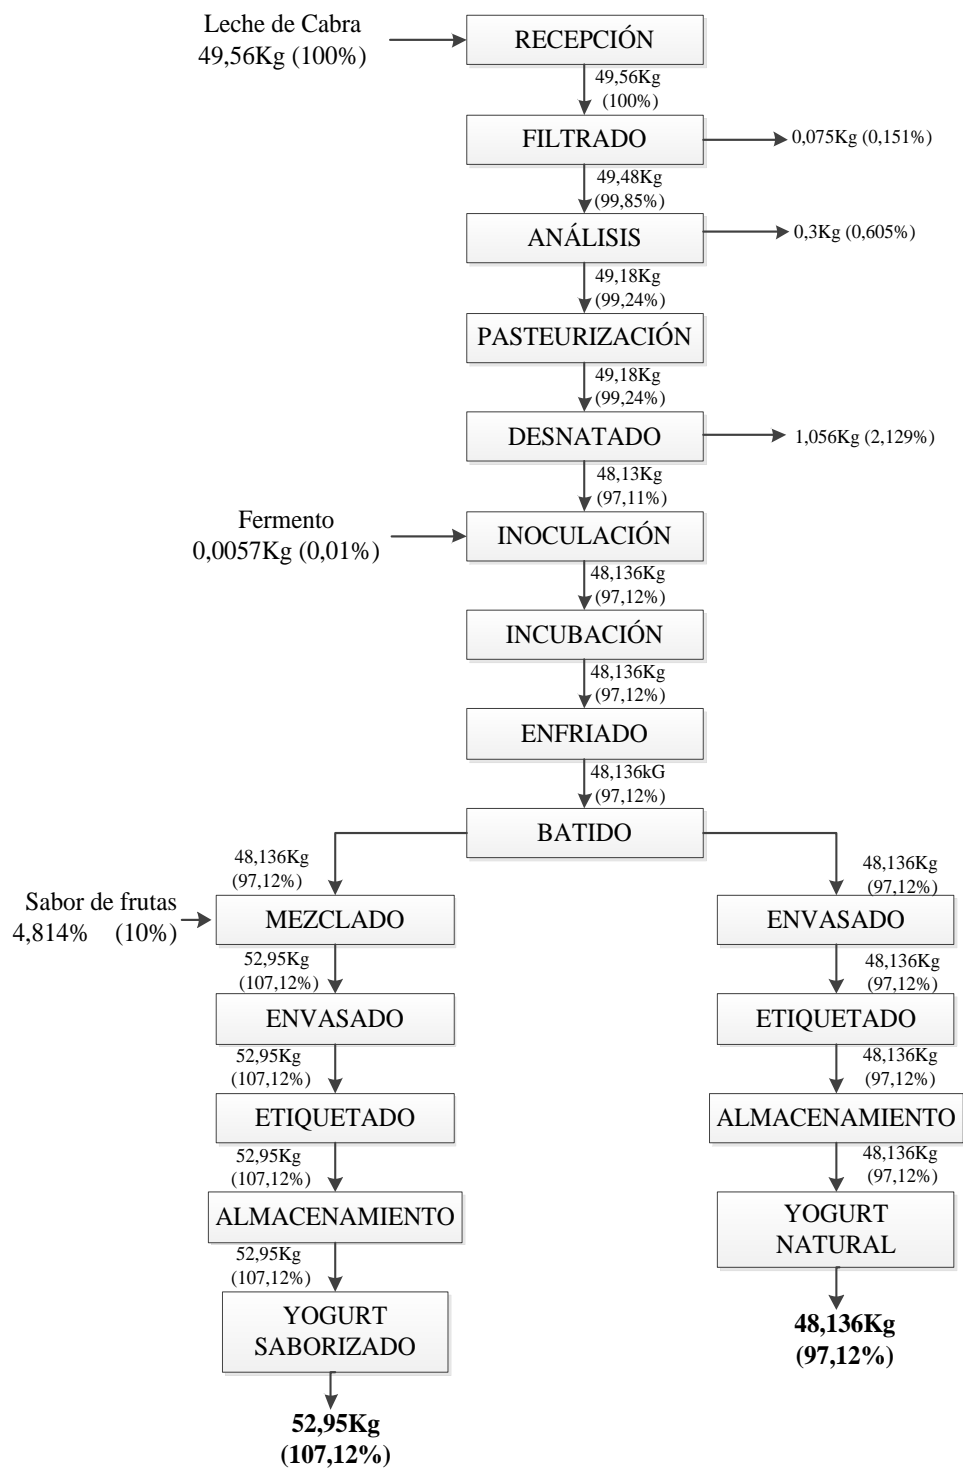 Leche de Cabra
49,56Kg (100%)
RECEPCIÓN
49,56Kg
(100%)
FILTRADO
0,075Kg (0,151%)
49,48Kg
(99,85%)
ANÁLISIS
0,3Kg (0,605%)
49,18Kg
(99,24%)
PASTEURIZACIÓN
49,18Kg
(99,24%)
DESNATADO
1,056Kg (2,129%)
48,13Kg
(97,11%)
Fermento
0,0057Kg (0,01%)
INOCULACIÓN
48,136Kg
(97,12%)
INCUBACIÓN
48,136Kg
(97,12%)
ENFRIADO
48,136kG
(97,12%)
BATIDO
48,136Kg
(97,12%)
Sabor de frutas
4,814% (10%)
MEZCLADO
52,95Kg
(107,12%)
ENVASADO
52,95Kg
(107,12%)
ETIQUETADO
52,95Kg
(107,12%)
ALMACENAMIENTO
52,95Kg
(107,12%)
YOGURT
SABORIZADO
52,95Kg
(107,12%)
48,136Kg
(97,12%)
ENVASADO
48,136Kg
(97,12%)
ETIQUETADO
48,136Kg
(97,12%)
ALMACENAMIENTO
48,136Kg
(97,12%)
YOGURT
NATURAL
48,136Kg
(97,12%)